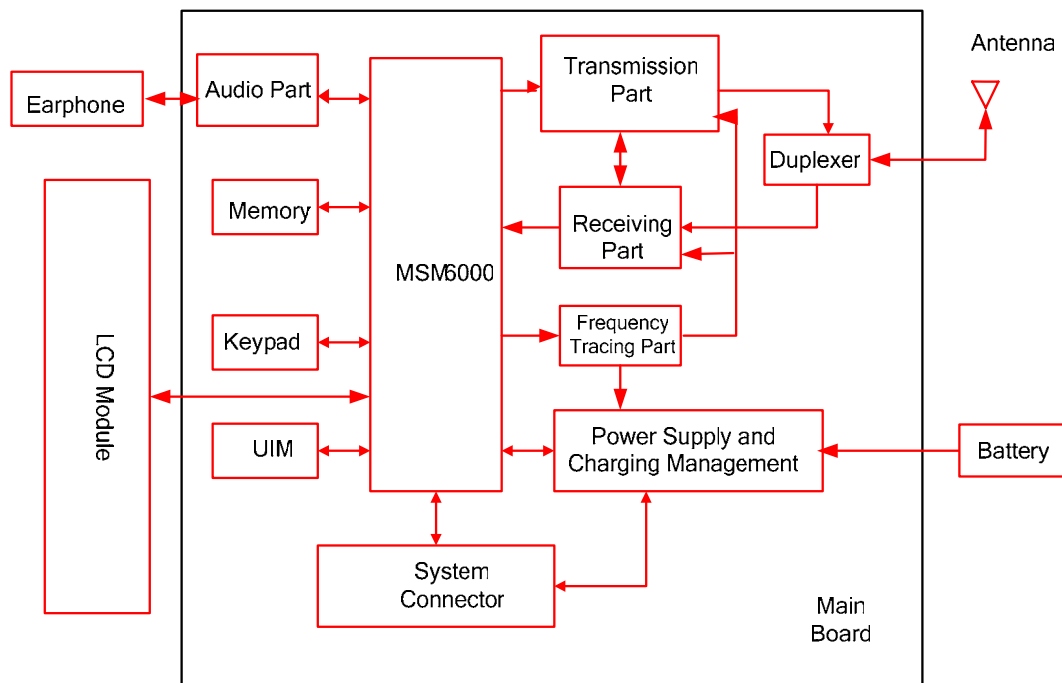 Antenna
Transmission
Part
Audio Part
Earphone
Duplexer
Memory
Receiving
Part
MSM6000
Frequency
Tracing Part
Keypad
LCD Module
UIM
Power Supply and
Charging Management
Battery
System
Connector
Main
Board